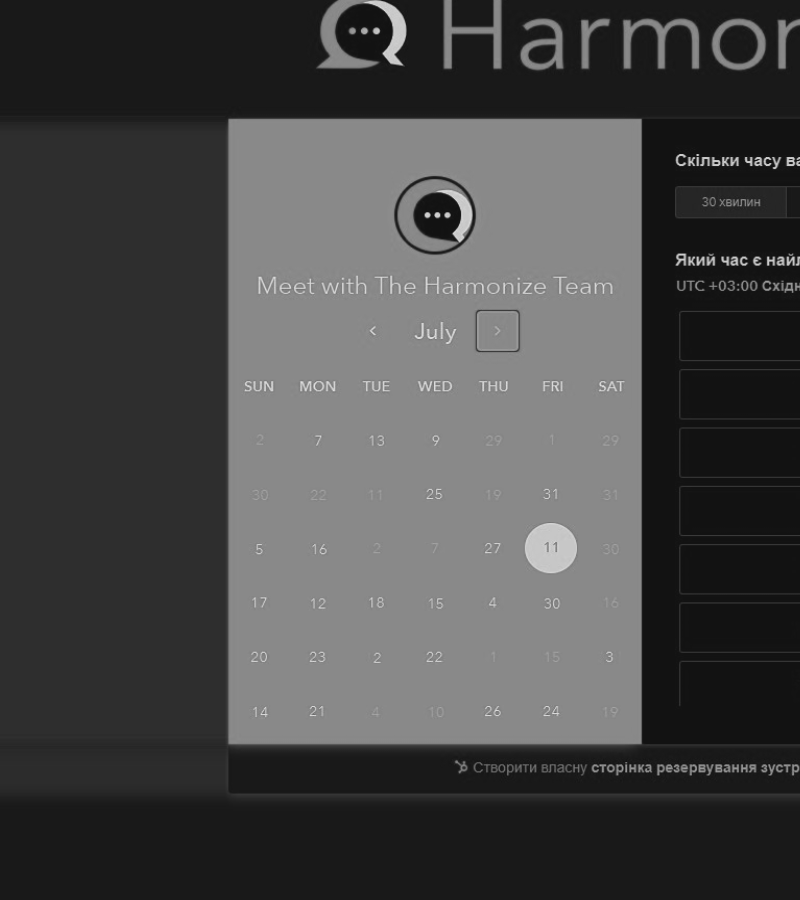 Harmon
Meet with The Harmonize Team
July
SUN MON TUE WED THU FRI SAT
2 7 13 9 29 1 29
30 22 11 25 19 31 31
5 16 2 7 27 11 30
17 12 18 15 4 30 16
20 23 2 22 1 15 3
14 21 4 10 26 24 19
Скільки часу ва
30 хвилин
Який час є най
UTC +03:00 Східн
Створити власну сторінка резервування зустр